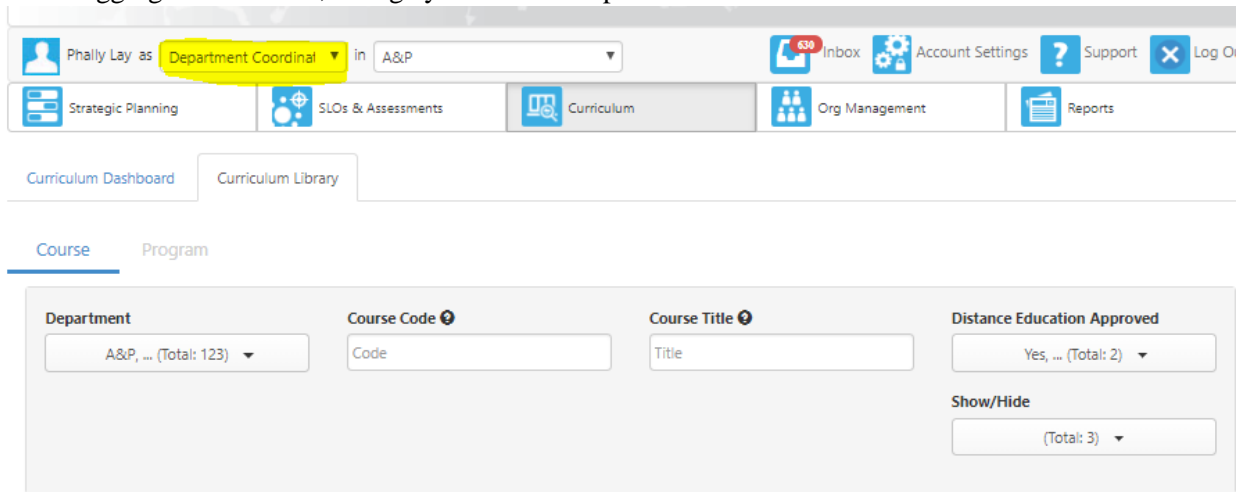 Phally Lay as Department Coordinat in A&P 630 Inbox Account Settings ? Support Log
Strategic Planning SLOs & Assessments Curriculum Org Management Reports
Curriculum Dashboard Curriculum Library
Course Program
Department Course Code ? Course Title ? Distance Education Approved
A&P, ... (Total: 123) Code Title Yes, ... (Total: 2)
Show/Hide
(Total: 3)